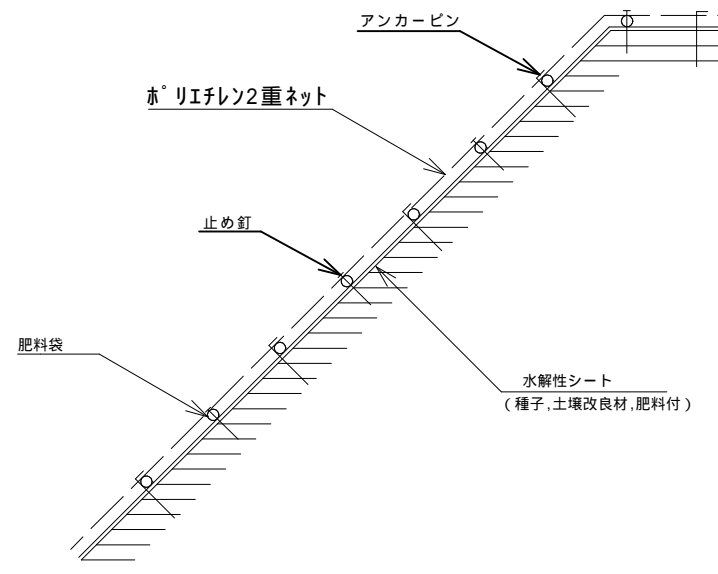 アンカーピン
ポリエチレン2重ネット
止め釘
肥料袋
水解性シート
(種子,土壌改良材,肥料付)